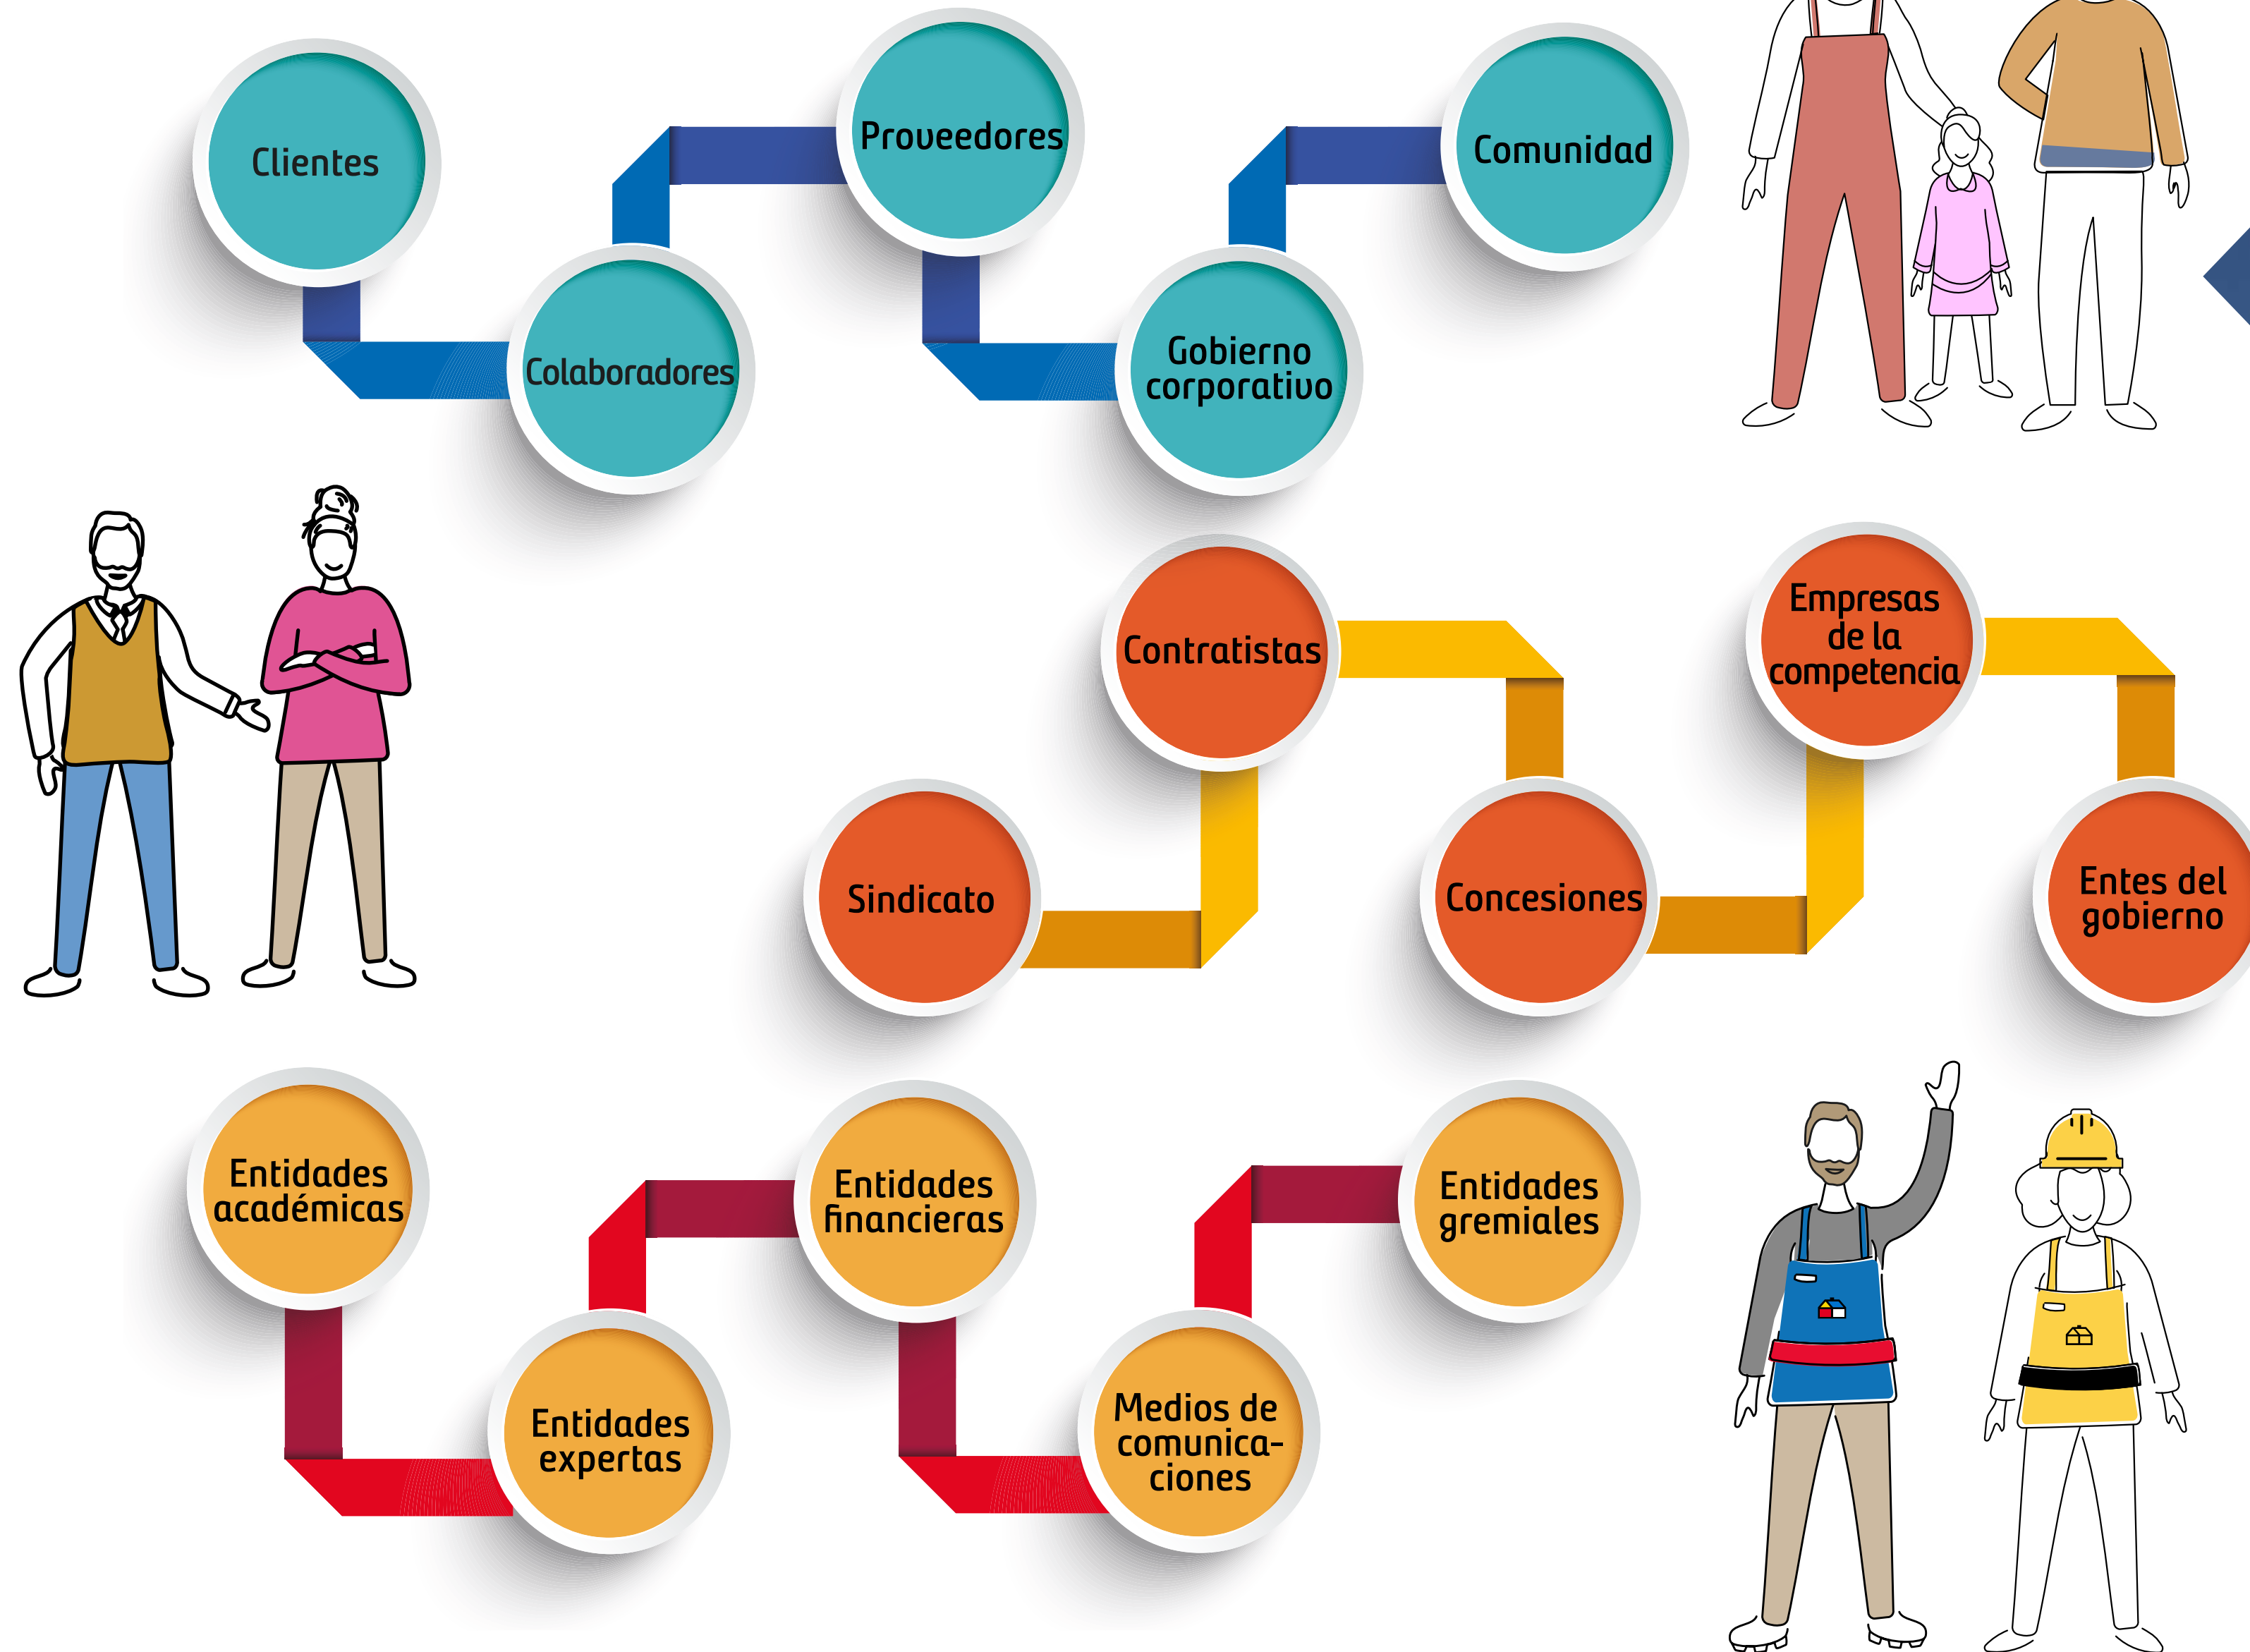 Clientes
Colaboradores
Proveedores
Gobierno
corporativo
Comunidad
Sindicato
Contratistas
Concesiones
Empresas
de la
competencia
Entes del
gobierno
Entidades
académicas
Entidades
expertas
Entidades
financieras
Medios de
comunica-
ciones
Entidades
gremiales